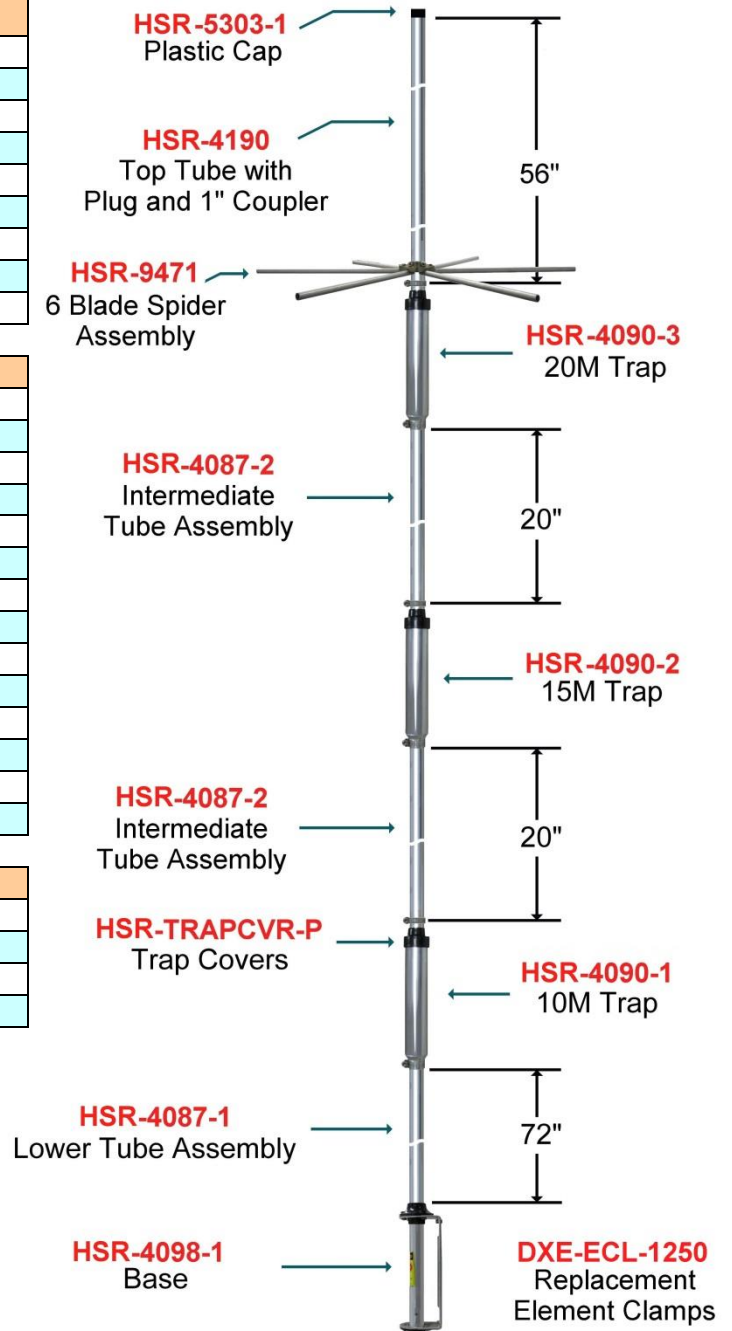 HSR-5303-1
Plastic Cap
HSR-4190
Top Tube with
Plug and 1" Coupler
56"
HSR-9471
6 Blade Spider
Assembly
HSR-4090-3
20M Trap
HSR-4087-2
Intermediate
Tube Assembly
20"
HSR-4090-2
15M Trap
HSR-4087-2
Intermediate
Tube Assembly
20"
HSR-TRAPCVR-P
Trap Covers
HSR-4090-1
10M Trap
HSR-4087-1
Lower Tube Assembly
72"
HSR-4098-1
Base
DXE-ECL-1250
Replacement
Element Clamps